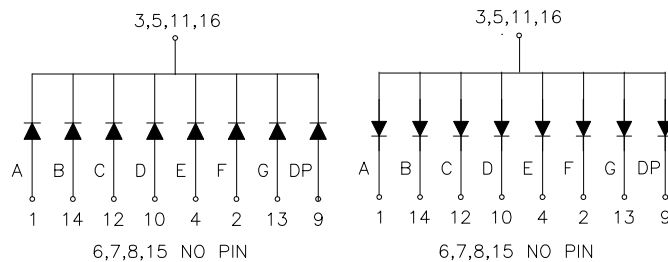 3,5,11,16
A B C D E F G DP
1 14 12 10 4 2 13 9
6,7,8,15 NO PIN
3,5,11,16
A B C D E F G DP
1 14 12 10 4 2 13 9
6,7,8,15 NO PIN